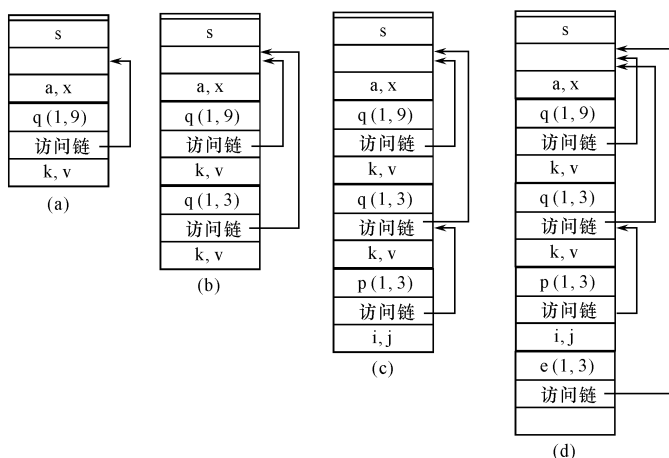 s
a, x
q (1, 9)
访问链
k, v
(a)
s
a, x
q (1, 9)
访问链
k, v
q (1, 3)
访问链
k, v
(b)
s
a, x
q (1, 9)
访问链
k, v
q (1, 3)
访问链
k, v
p (1, 3)
访问链
i, j
(c)
s
a, x
q (1, 9)
访问链
k, v
q (1, 3)
访问链
k, v
p (1, 3)
访问链
i, j
e (1, 3)
访问链
(d)